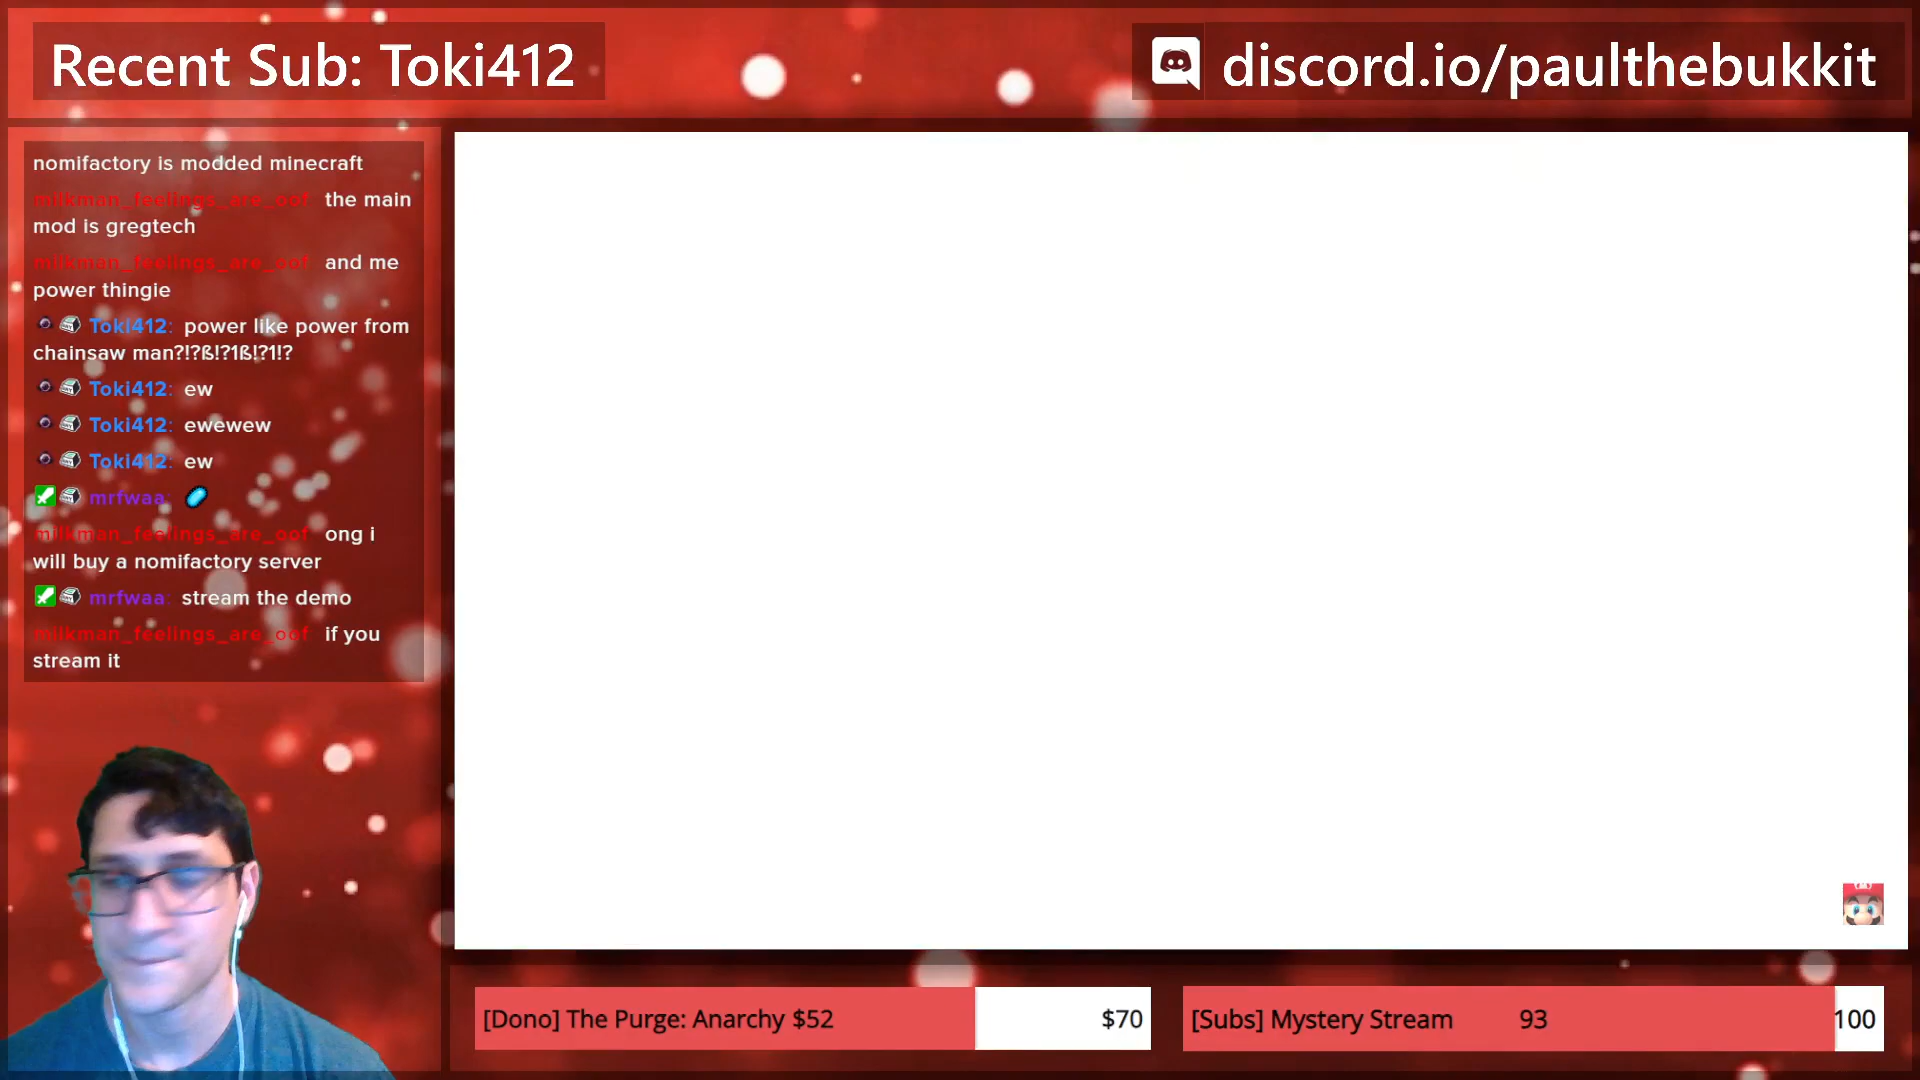 Recent Sub: Toki412
discord.io/paulthebukkit
nomifactory is modded minecraft
milkman_feelings_are_oof the main
mod is gregtech
milkman_feelings_are_oof and me
power thingie
Toki412: power like power from
chainsaw man?!?ß!?1ß!?1!?
Toki412: ew
Toki412: ewewew
Toki412: ew
mrfwaa:
milkman_feelings_are_oof ong i
will buy a nomifactory server
mrfwaa: stream the demo
milkman_feelings_are_oof if you
stream it
[Dono] The Purge: Anarchy $52 $70
[Subs] Mystery Stream 93 100